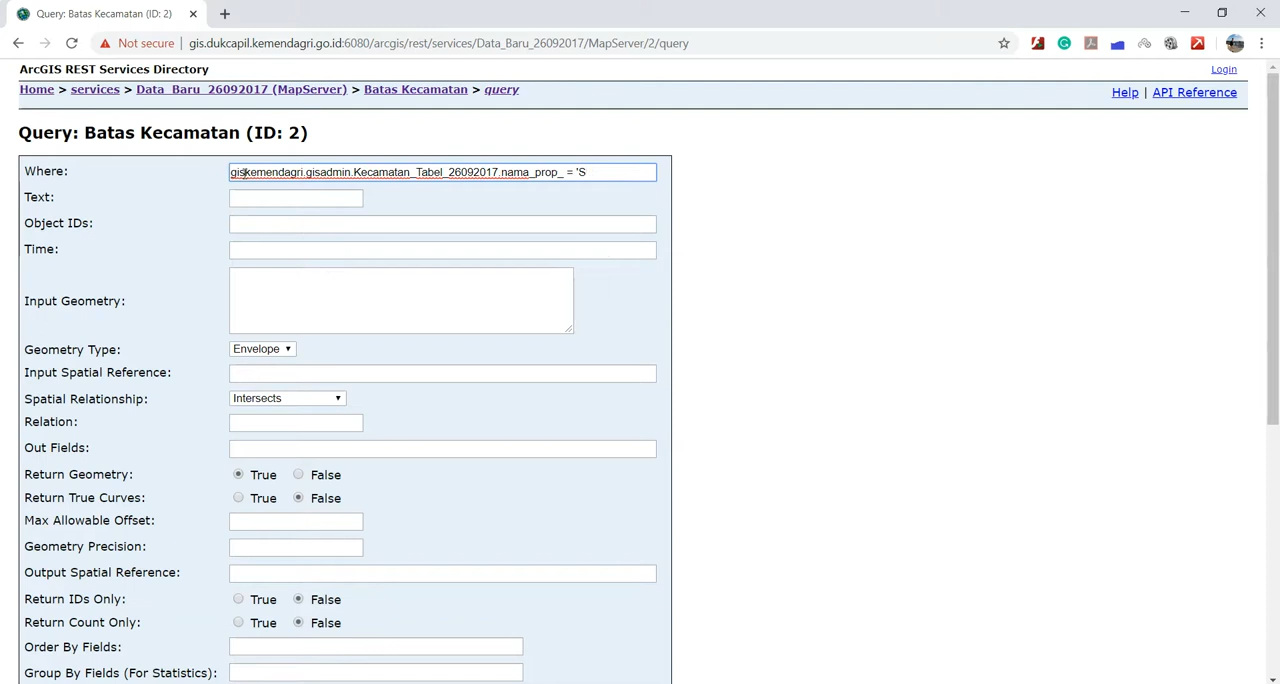 Query: Batas Kecamatan (ID: 2)
Not secure | gis.dukcapil.kemendagri.go.id:6080/arcgis/rest/services/Data_Baru_26092017/MapServer/2/query
ArcGIS REST Services Directory
Login
Home > services > Data_Baru_26092017 (MapServer) > Batas Kecamatan > query
Help | API Reference
Query: Batas Kecamatan (ID: 2)
Where: giskemendagri.gisadmin.Kecamatan_Tabel_26092017.nama_prop_ = 'S
Text:
Object IDs:
Time:
Input Geometry:
Geometry Type: Envelope
Input Spatial Reference:
Spatial Relationship: Intersects
Relation:
Out Fields:
Return Geometry: True False
Return True Curves: True False
Max Allowable Offset:
Geometry Precision:
Output Spatial Reference:
Return IDs Only: True False
Return Count Only: True False
Order By Fields:
Group By Fields (For Statistics):